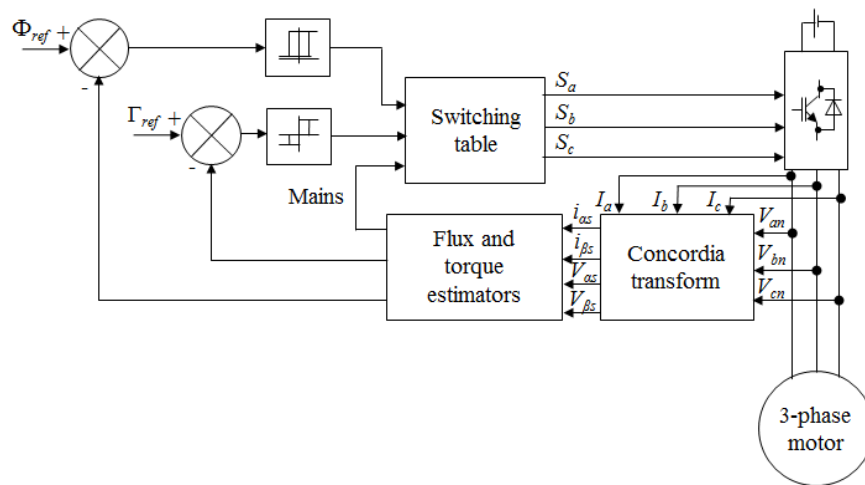 Φref +
-
Γref +
-
Switching
table
Sa
Sb
Sc
Mains
Flux and
torque
estimators
iαs
iβs
Vαs
Vβs
Ia
Ib
Ic
Concordia
transform
Van
Vbn
Vcn
3-phase
motor